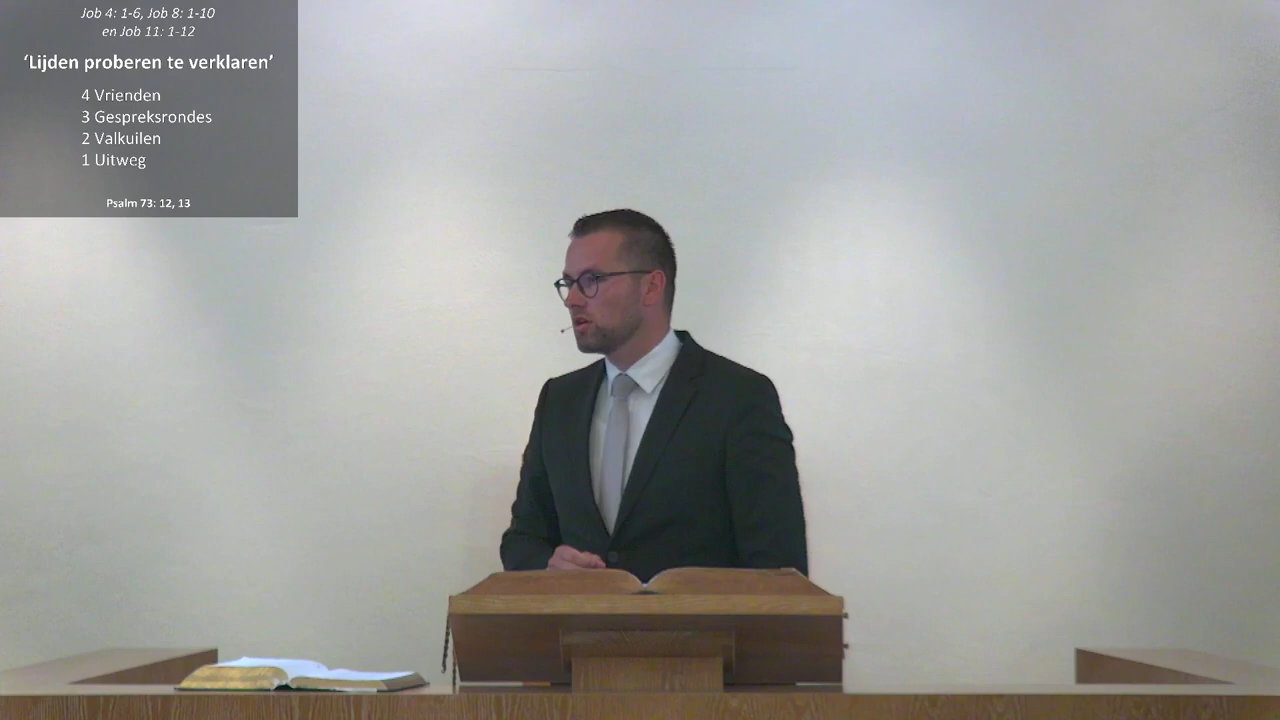 Job 4: 1-6, Job 8: 1-10
en Job 11: 1-12
‘Lijden proberen te verklaren’
4 Vrienden
3 Gespreksrondes
2 Valkuilen
1 Uitweg
Psalm 73: 12, 13